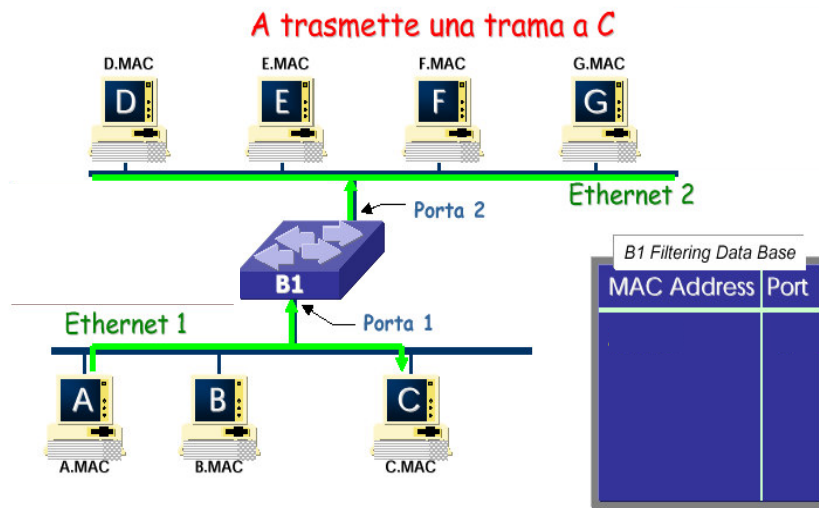 A trasmette una trama a C
D.MAC E.MAC F.MAC G.MAC
D E F G
Ethernet 2
Porta 2
B1
Porta 1
Ethernet 1
A B C
A.MAC B.MAC C.MAC
B1 Filtering Data Base
MAC Address Port